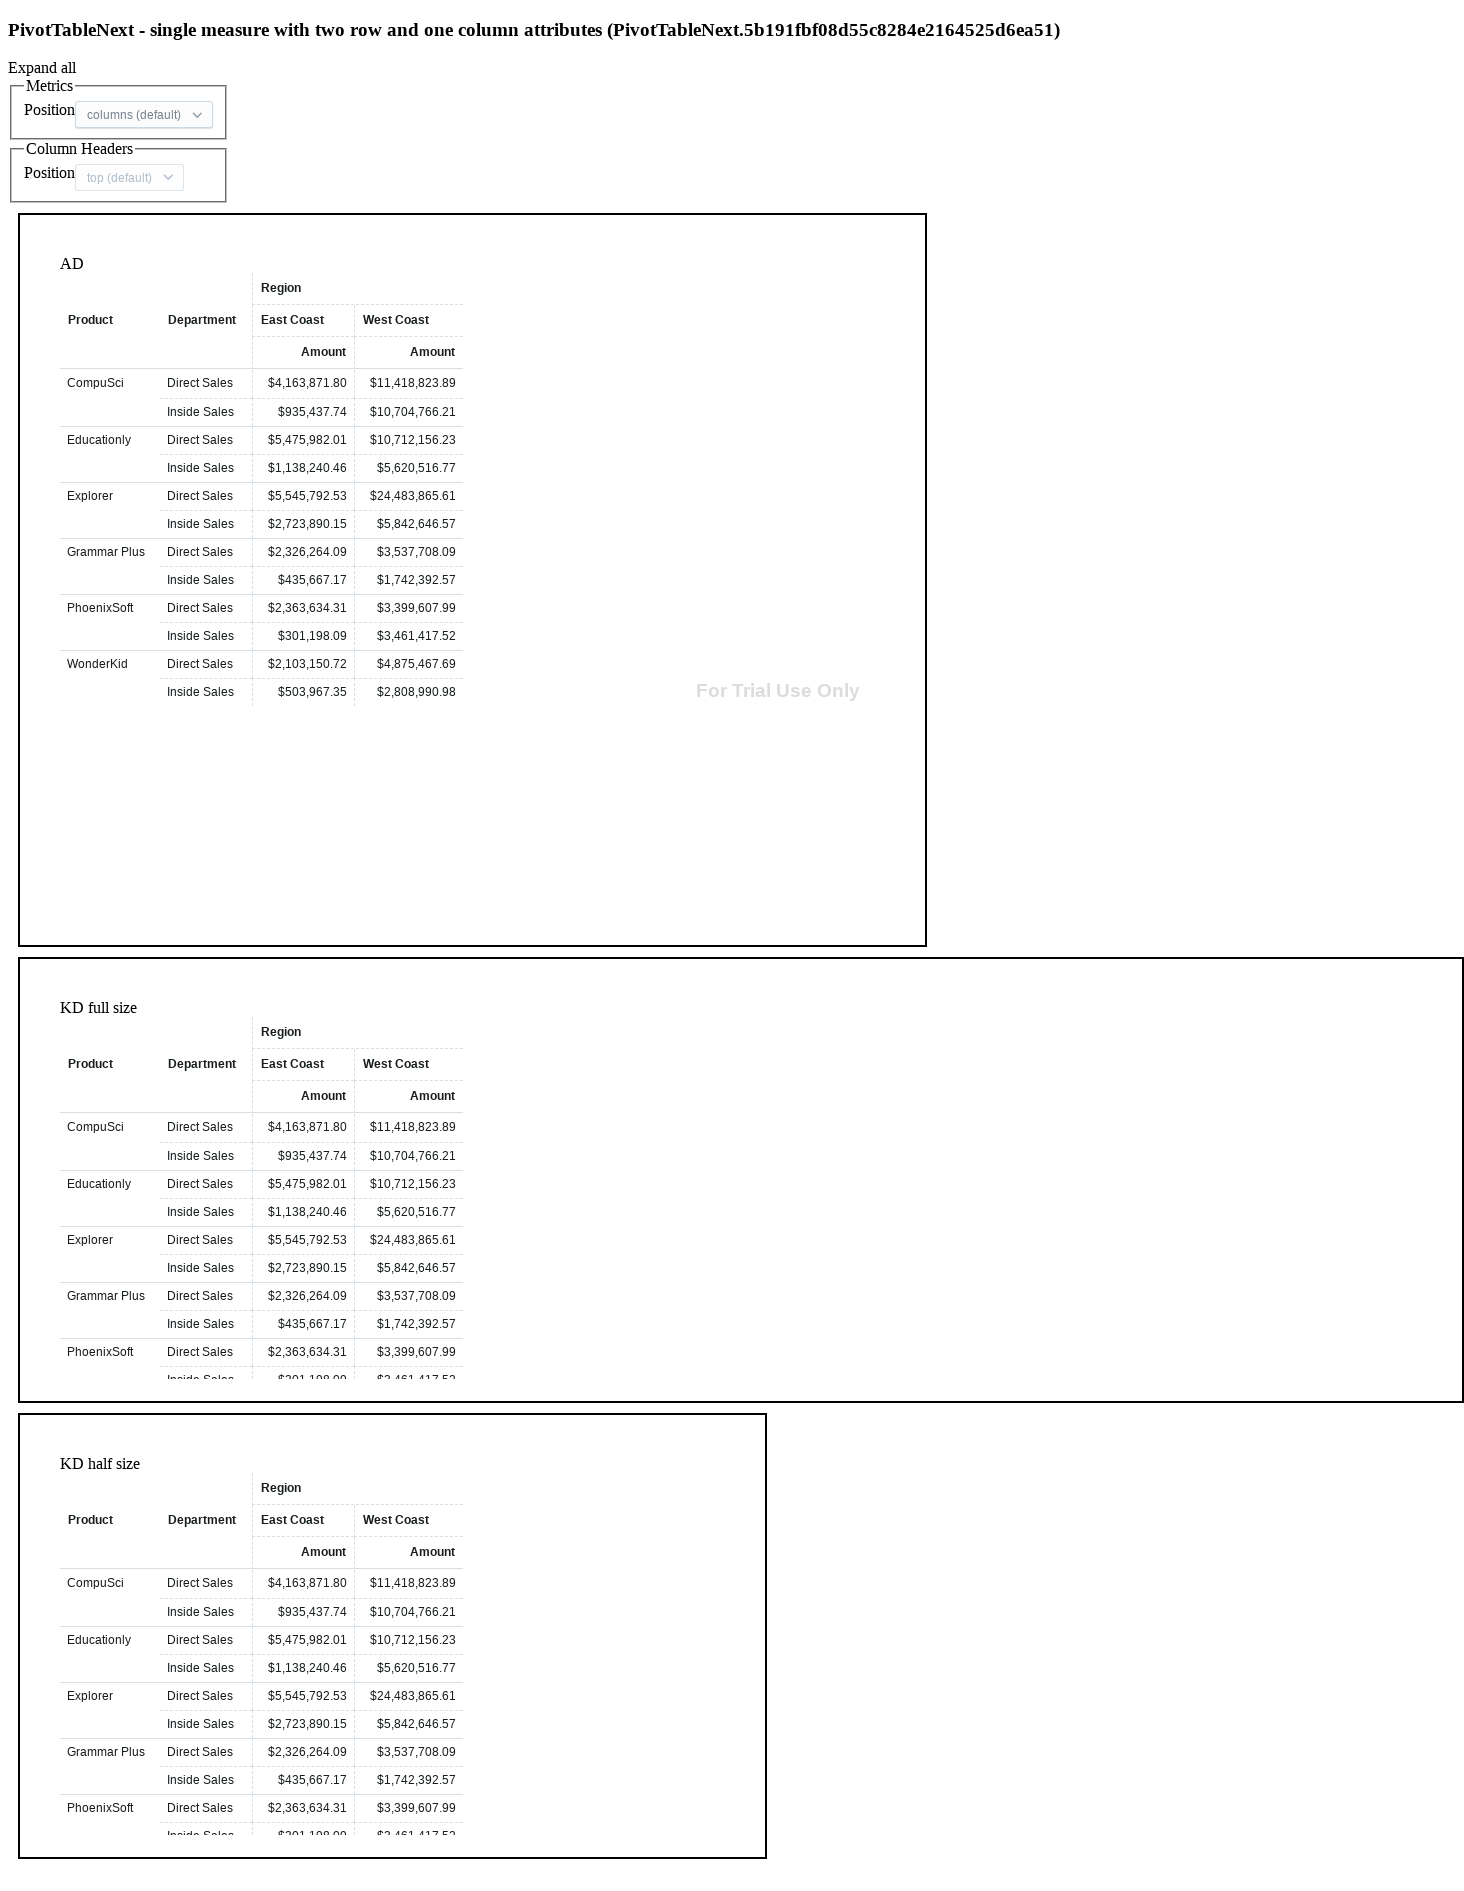 PivotTableNext - single measure with two row and one column attributes (PivotTableNext.5b191fbf08d55c8284e2164525d6ea51)
Expand all
Metrics
Position columns (default)
Column Headers
Position top (default)
AD
Region
Product Department East Coast West Coast
Amount Amount
CompuSci Direct Sales $4,163,871.80 $11,418,823.89
Inside Sales $935,437.74 $10,704,766.21
Educationly Direct Sales $5,475,982.01 $10,712,156.23
Inside Sales $1,138,240.46 $5,620,516.77
Explorer Direct Sales $5,545,792.53 $24,483,865.61
Inside Sales $2,723,890.15 $5,842,646.57
Grammar Plus Direct Sales $2,326,264.09 $3,537,708.09
Inside Sales $435,667.17 $1,742,392.57
PhoenixSoft Direct Sales $2,363,634.31 $3,399,607.99
Inside Sales $301,198.09 $3,461,417.52
WonderKid Direct Sales $2,103,150.72 $4,875,467.69
Inside Sales $503,967.35 $2,808,990.98
For Trial Use Only
KD full size
Region
Product Department East Coast West Coast
Amount Amount
CompuSci Direct Sales $4,163,871.80 $11,418,823.89
Inside Sales $935,437.74 $10,704,766.21
Educationly Direct Sales $5,475,982.01 $10,712,156.23
Inside Sales $1,138,240.46 $5,620,516.77
Explorer Direct Sales $5,545,792.53 $24,483,865.61
Inside Sales $2,723,890.15 $5,842,646.57
Grammar Plus Direct Sales $2,326,264.09 $3,537,708.09
Inside Sales $435,667.17 $1,742,392.57
PhoenixSoft Direct Sales $2,363,634.31 $3,399,607.99
Inside Sales $301,198.09 $3,461,417.52
KD half size
Region
Product Department East Coast West Coast
Amount Amount
CompuSci Direct Sales $4,163,871.80 $11,418,823.89
Inside Sales $935,437.74 $10,704,766.21
Educationly Direct Sales $5,475,982.01 $10,712,156.23
Inside Sales $1,138,240.46 $5,620,516.77
Explorer Direct Sales $5,545,792.53 $24,483,865.61
Inside Sales $2,723,890.15 $5,842,646.57
Grammar Plus Direct Sales $2,326,264.09 $3,537,708.09
Inside Sales $435,667.17 $1,742,392.57
PhoenixSoft Direct Sales $2,363,634.31 $3,399,607.99
Inside Sales $301,198.09 $3,461,417.52